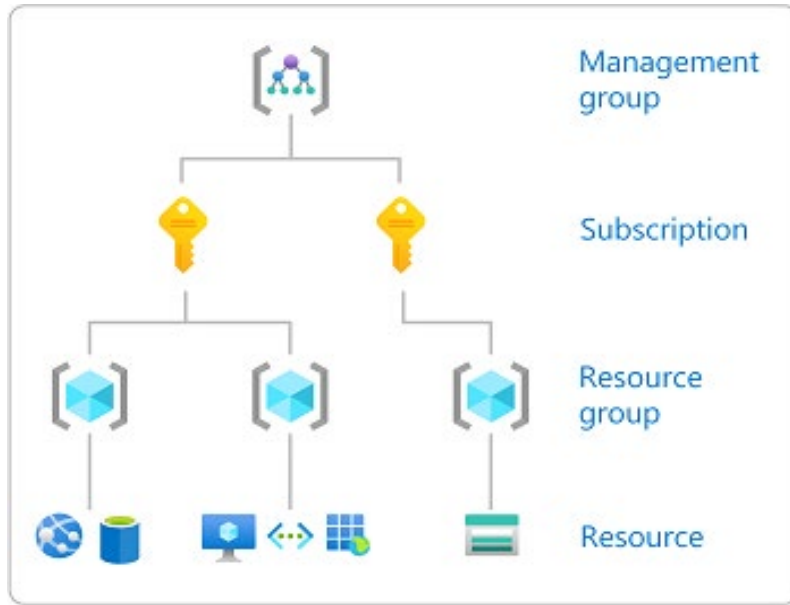 Management
group
Subscription
Resource
group
Resource